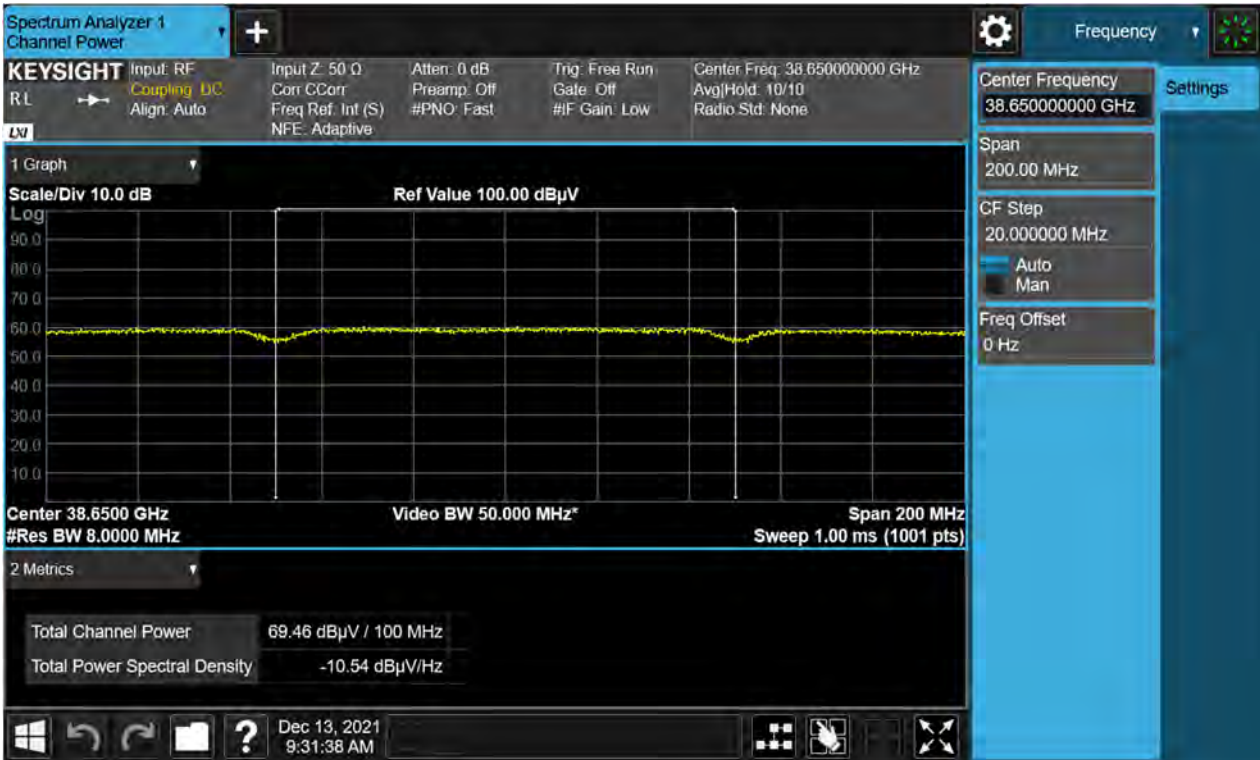 Spectrum Analyzer 1
Channel Power
+
Frequency
KEYSIGHT
R L
LXI
Input: RF
Coupling: DC
Align: Auto
Input Z: 50 Ω
Corr CCorr
Freq Ref: Int (S)
NFE: Adaptive
Atten: 0 dB
Preamp: Off
#PNO: Fast
Trig: Free Run
Gate: Off
#IF Gain: Low
Center Freq: 38.650000000 GHz
Avg|Hold: 10/10
Radio Std: None
Center Frequency
38.650000000 GHz
Settings
Span
200.00 MHz
CF Step
20.000000 MHz
Auto
Man
Freq Offset
0 Hz
1 Graph
Scale/Div 10.0 dB
Ref Value 100.00 dBµV
Log
90.0
80.0
70.0
60.0
50.0
40.0
30.0
20.0
10.0
Center 38.6500 GHz
Video BW 50.000 MHz*
Span 200 MHz
#Res BW 8.0000 MHz
Sweep 1.00 ms (1001 pts)
2 Metrics
Total Channel Power 69.46 dBµV / 100 MHz
Total Power Spectral Density -10.54 dBµV/Hz
?
Dec 13, 2021
9:31:38 AM